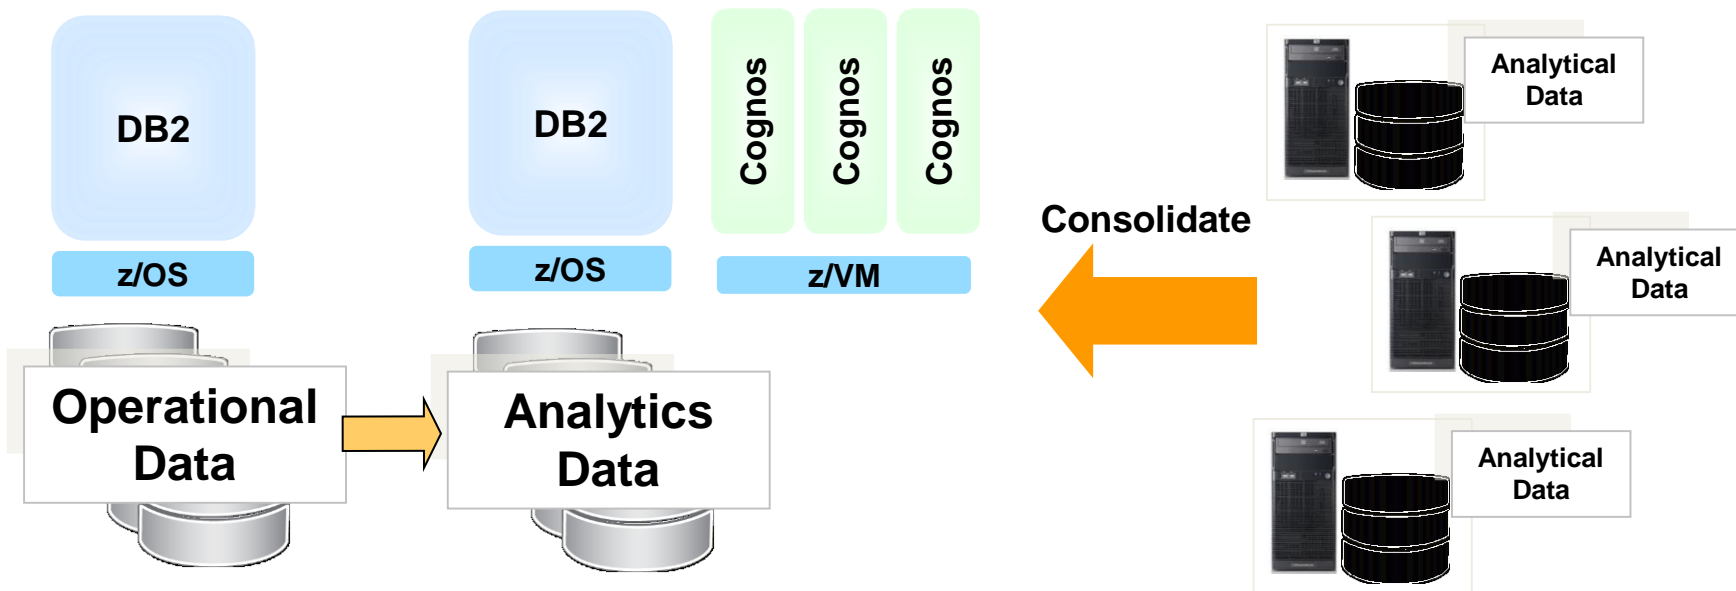 DB2
z/OS
Operational
Data
DB2
z/OS
Analytics
Data
Cognos
Cognos
Cognos
z/VM
Consolidate
Analytical
Data
Analytical
Data
Analytical
Data